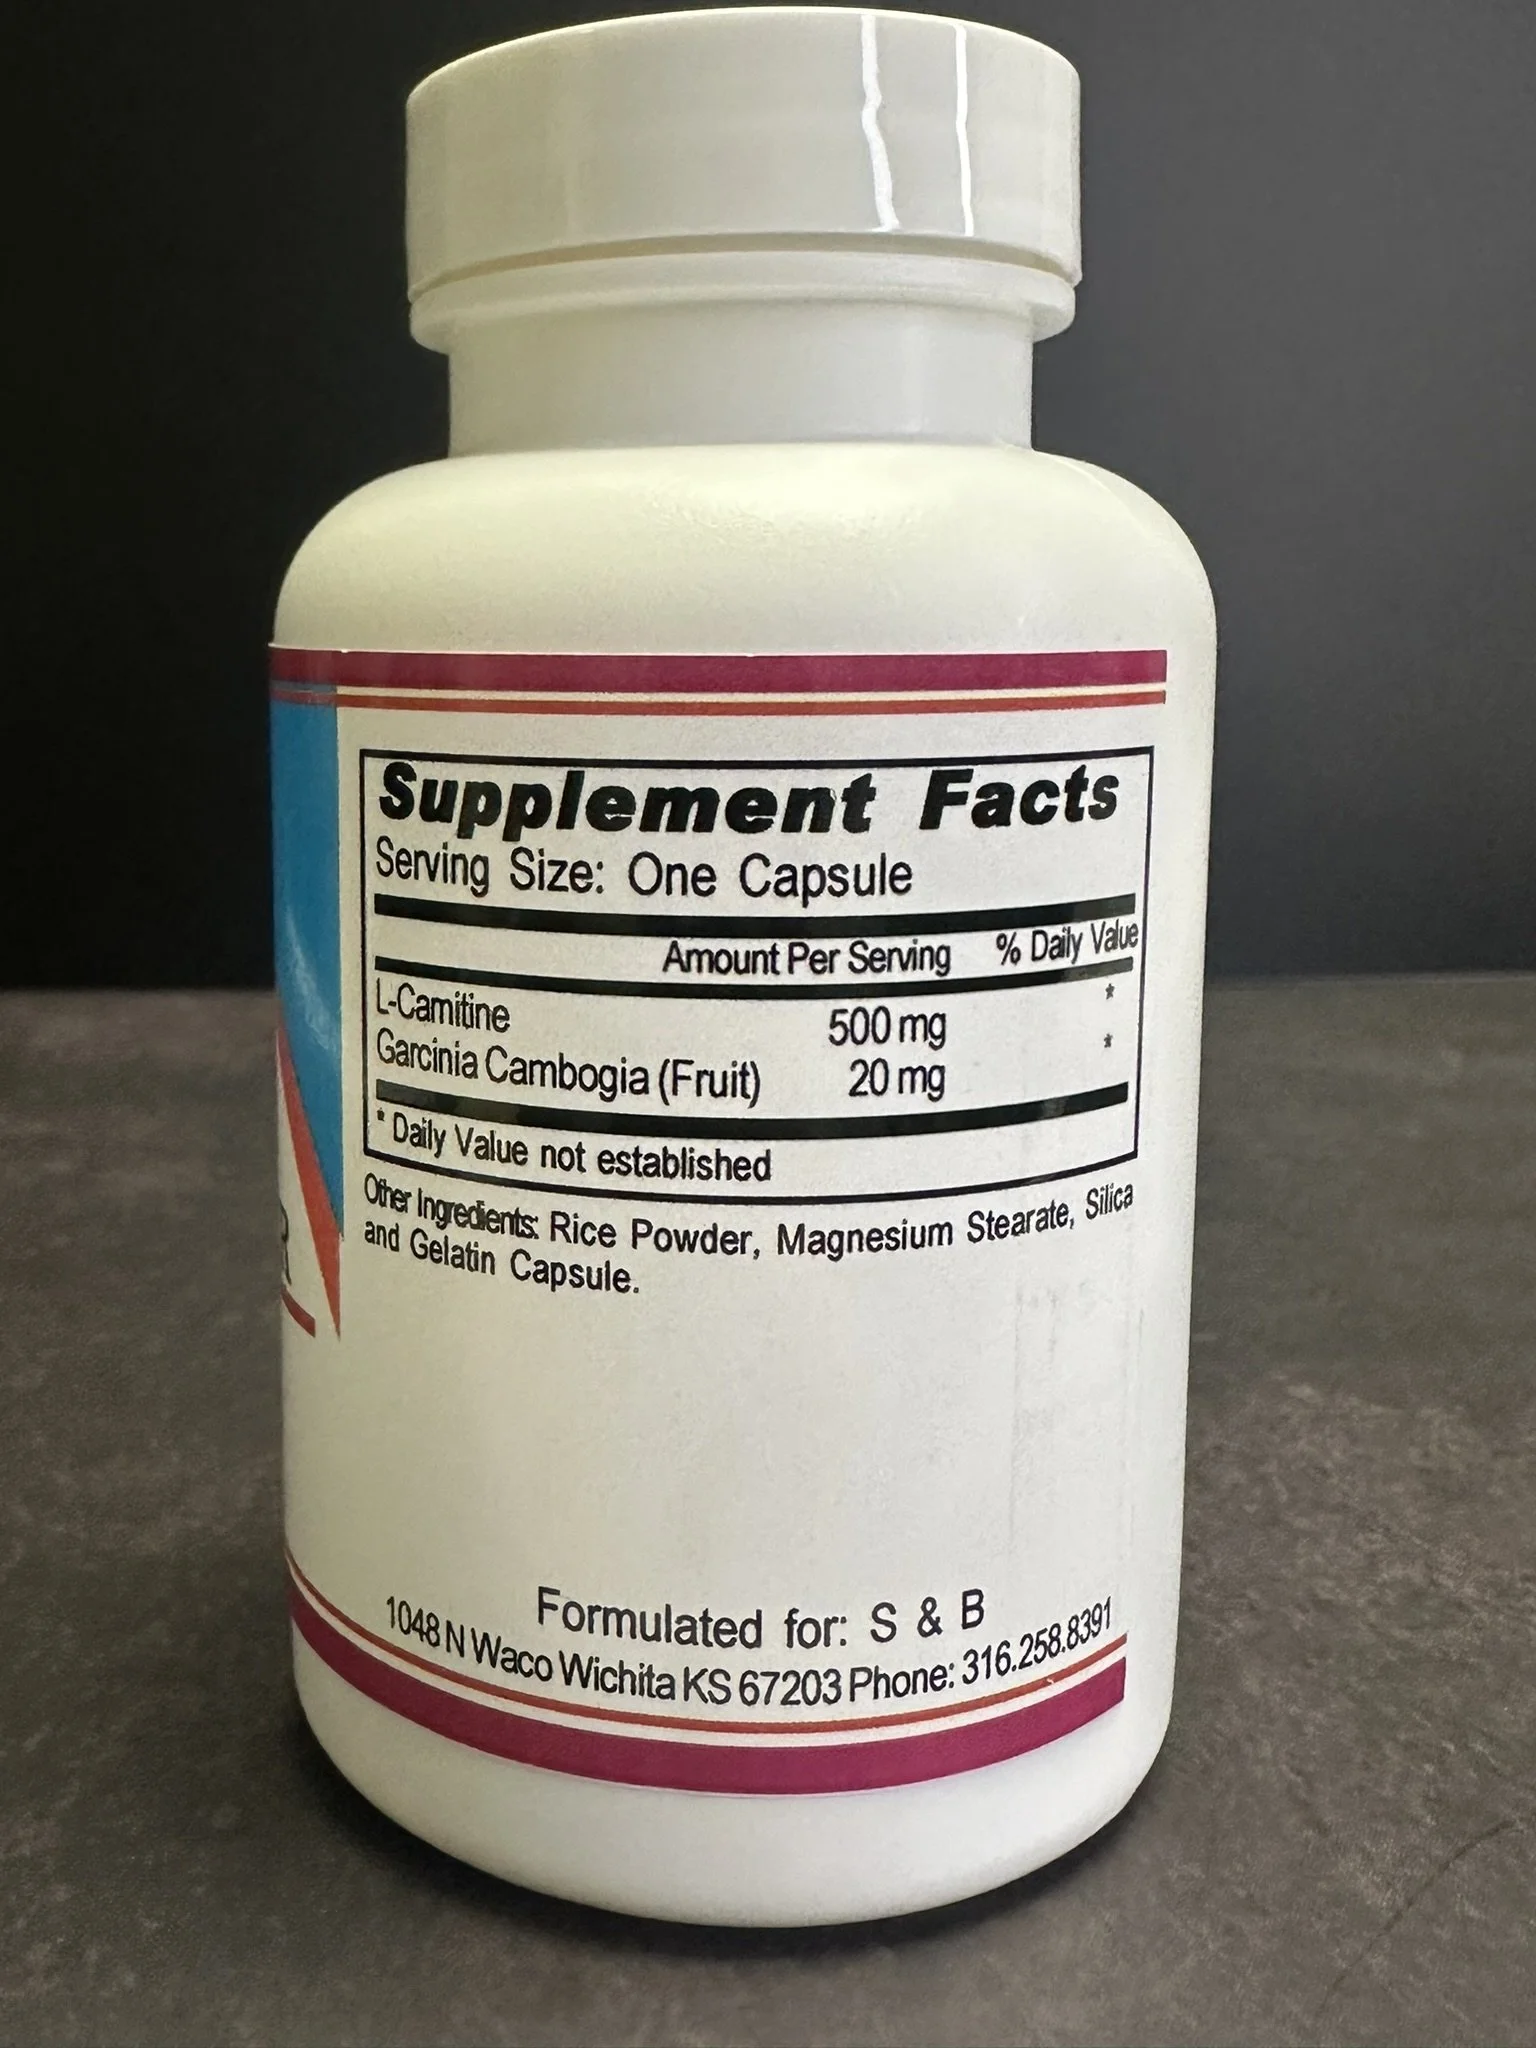 Supplement Facts
Serving Size: One Capsule
Amount Per Serving % Daily Value
L-Carnitine 500 mg *
Garcinia Cambogia (Fruit) 20 mg *
* Daily Value not established
Other Ingredients: Rice Powder, Magnesium Stearate, Silica
and Gelatin Capsule.
R
Formulated for: S & B
1048 N Waco Wichita KS 67203 Phone: 316.258.8391